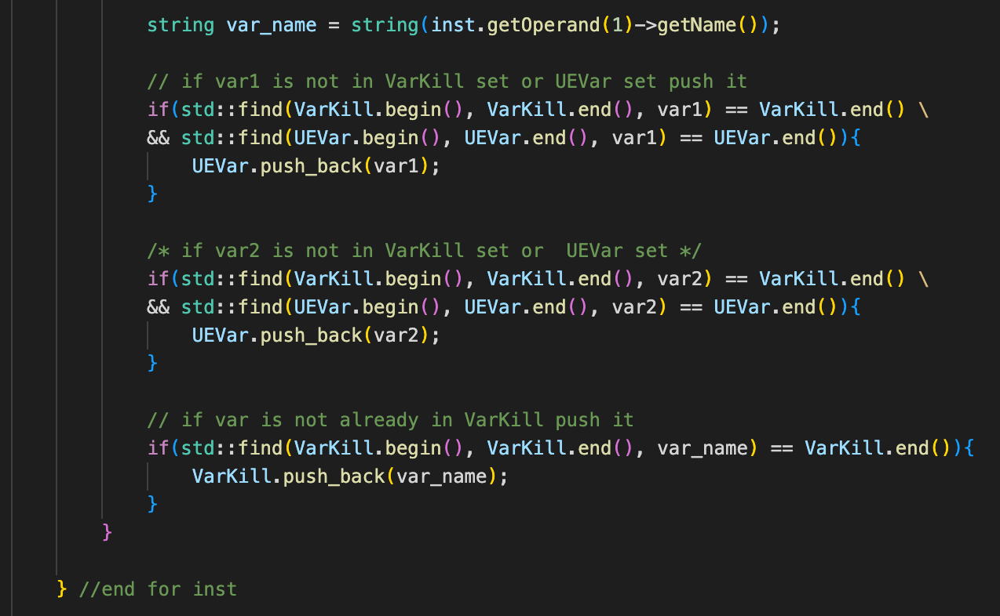 string var_name = string(inst.getOperand(1)->getName());
// if var1 is not in VarKill set or UEVar set push it
if(std::find(VarKill.begin(), VarKill.end(), var1) == VarKill.end() \
&& std::find(UEVar.begin(), UEVar.end(), var1) == UEVar.end()){
UEVar.push_back(var1);
}
/* if var2 is not in VarKill set or  UEVar set */
if(std::find(VarKill.begin(), VarKill.end(), var2) == VarKill.end() \
&& std::find(UEVar.begin(), UEVar.end(), var2) == UEVar.end()){
UEVar.push_back(var2);
}
// if var is not already in VarKill push it
if(std::find(VarKill.begin(), VarKill.end(), var_name) == VarKill.end()){
VarKill.push_back(var_name);
}
}
} //end for inst